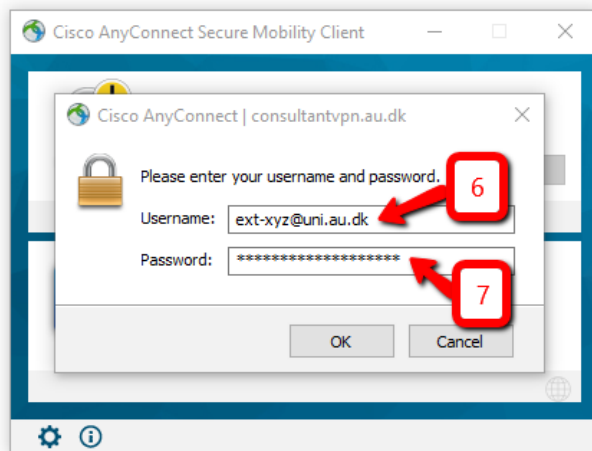 Cisco AnyConnect Secure Mobility Client
Cisco AnyConnect | consultantvpn.au.dk
Please enter your username and password.
6
Username: ext-xyz@uni.au.dk
Password: *******************
7
OK Cancel